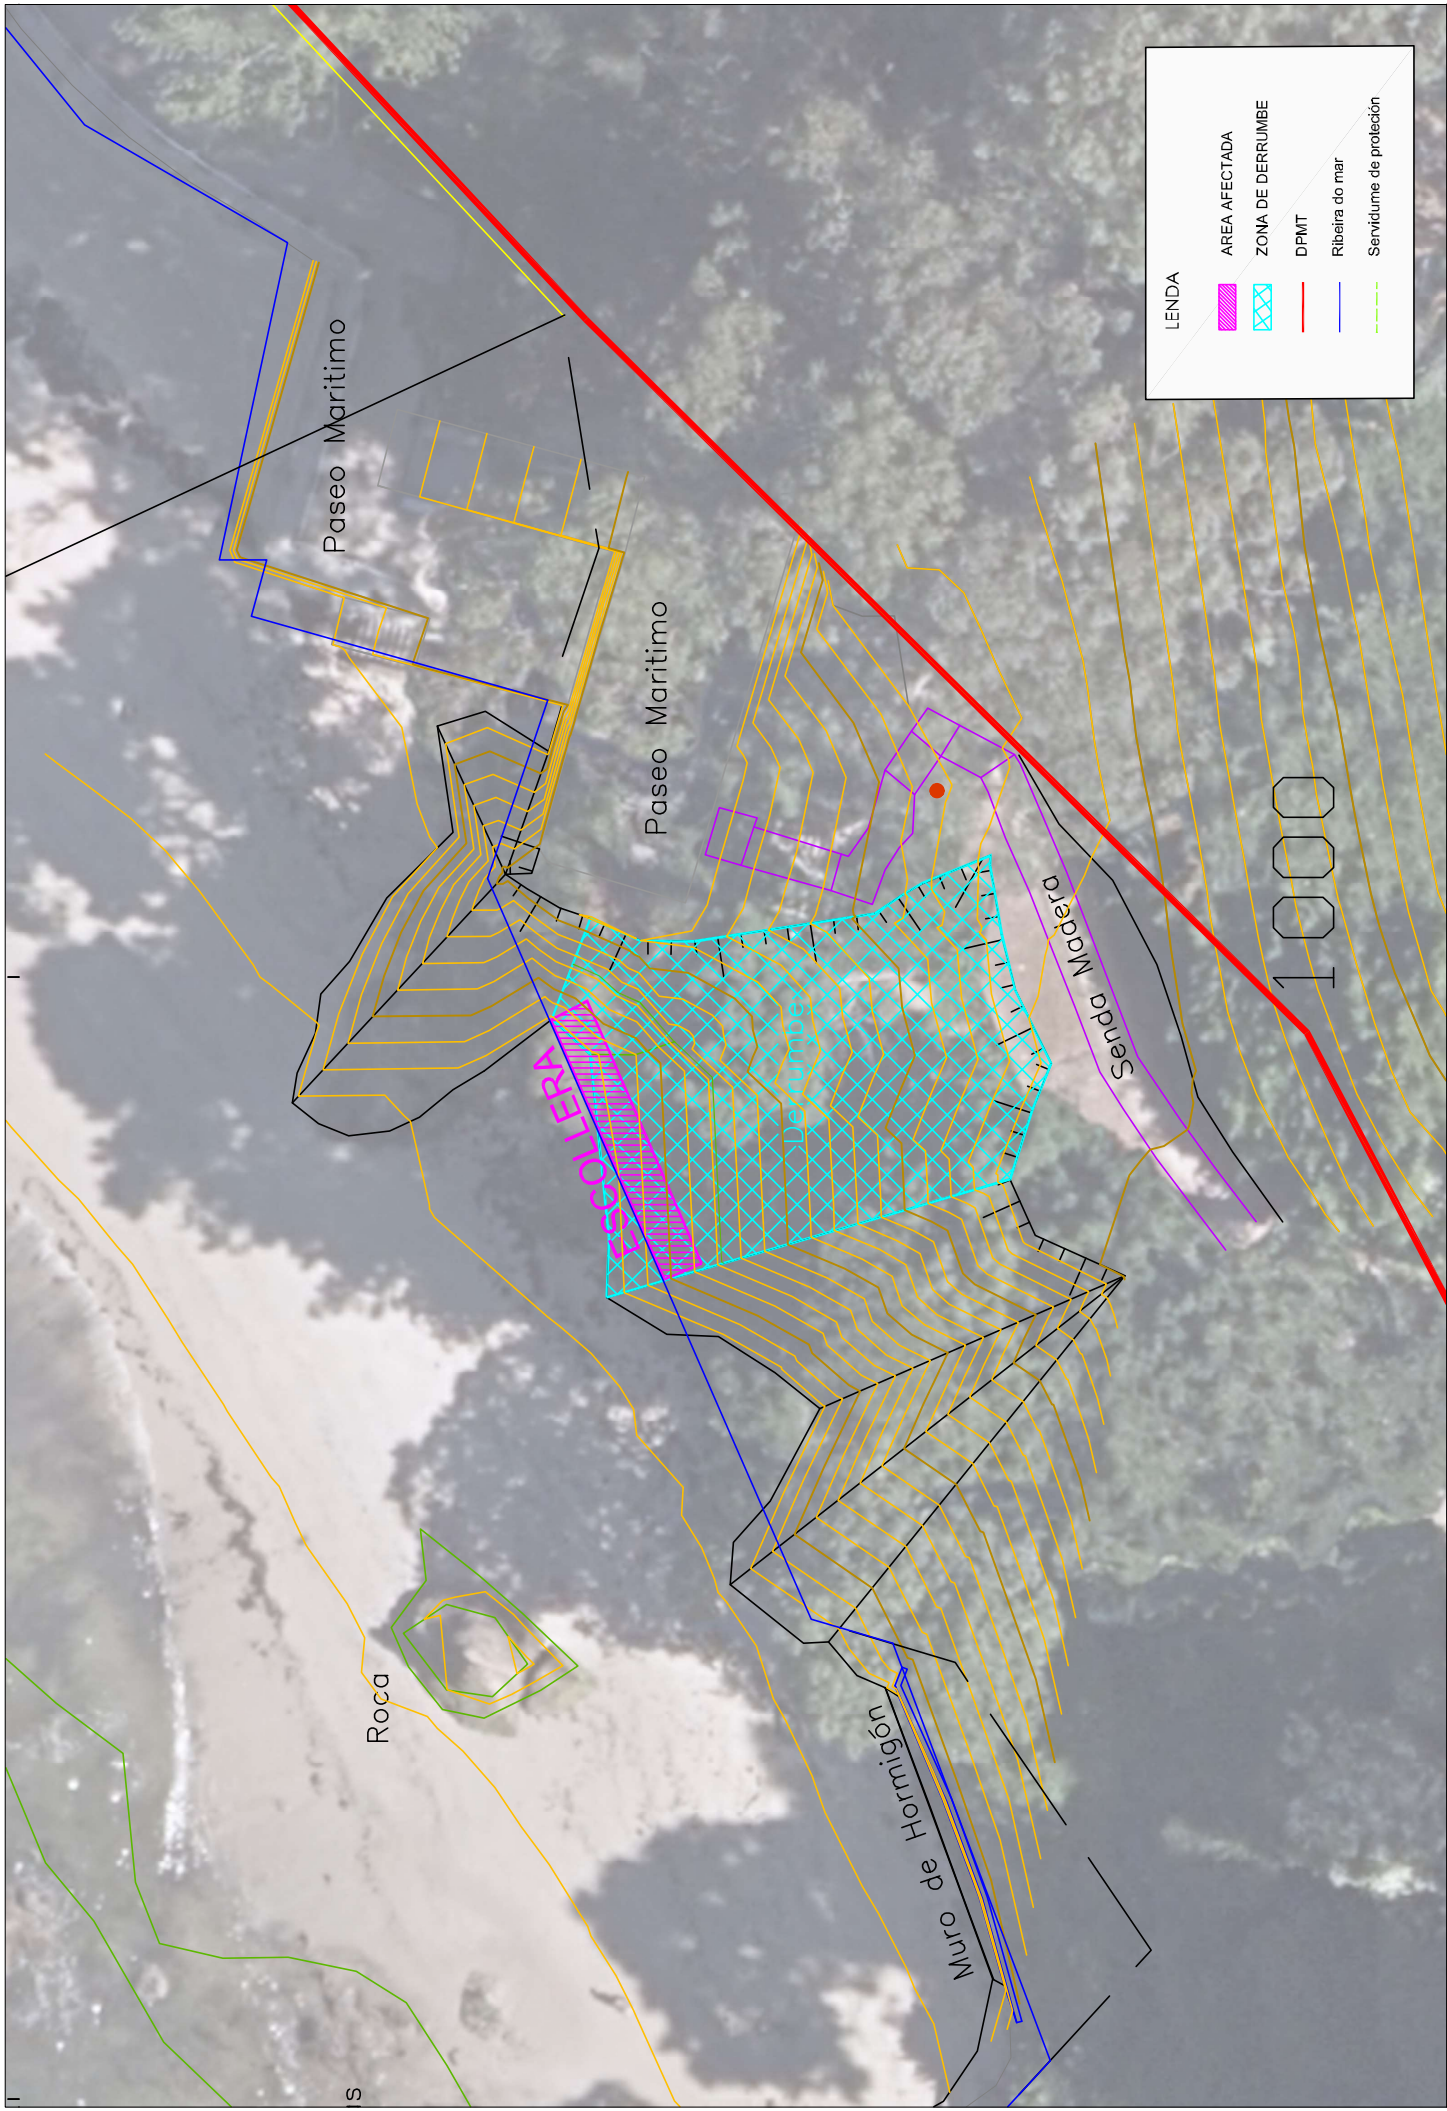 LENDA
AREA AFECTADA
ZONA DE DERRUMBE
DPMT
Ribeira do mar
Servidume de proteción
Paseo Maritimo
Paseo Maritimo
ESCOLLERA
Derrumbe
Senda Madera
1000
Roca
Muro de Hormigón
s